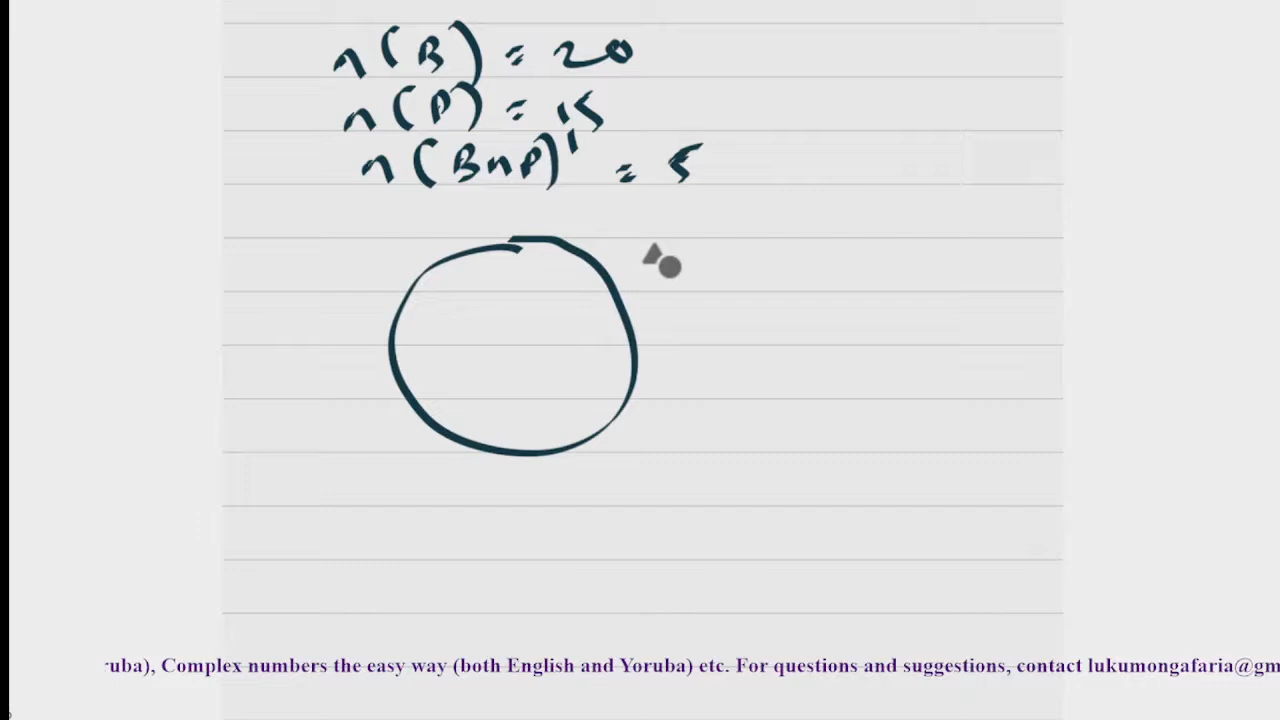 n(B) = 20
n(P) = 15
n(B∩P)' = 5
ruba), Complex numbers the easy way (both English and Yoruba) etc. For questions and suggestions, contact lukumongafaria@gm